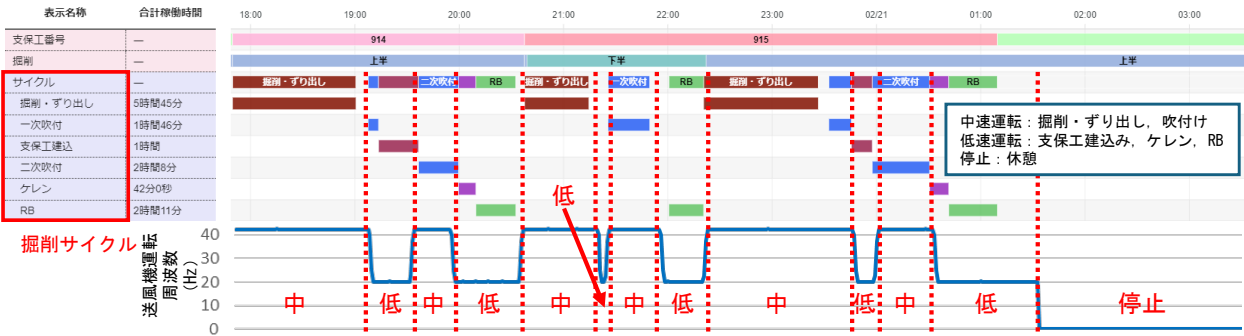 表示名称 合計稼働時間 18:00 19:00 20:00 21:00 22:00 23:00 02/21 01:00 02:00 03:00
支保工番号 — 914 915
掘削 — 上半 下半 上半
サイクル — 掘削・ずり出し 二次吹付 RB 掘削・ずり出し 一次吹付 RB 掘削・ずり出し 二次吹付 RB
掘削・ずり出し 5時間45分
一次吹付 1時間46分
支保工建込 1時間
二次吹付 2時間8分
ケレン 42分0秒
RB 2時間11分
中速運転：掘削・ずり出し，吹付け
低速運転：支保工建込み，ケレン，RB
停止：休憩
低
掘削サイクル
送風機運転
周波数
(Hz)
40
30
20
10
0
中 低 中 低 中 中 低 中 低 中 低 停止